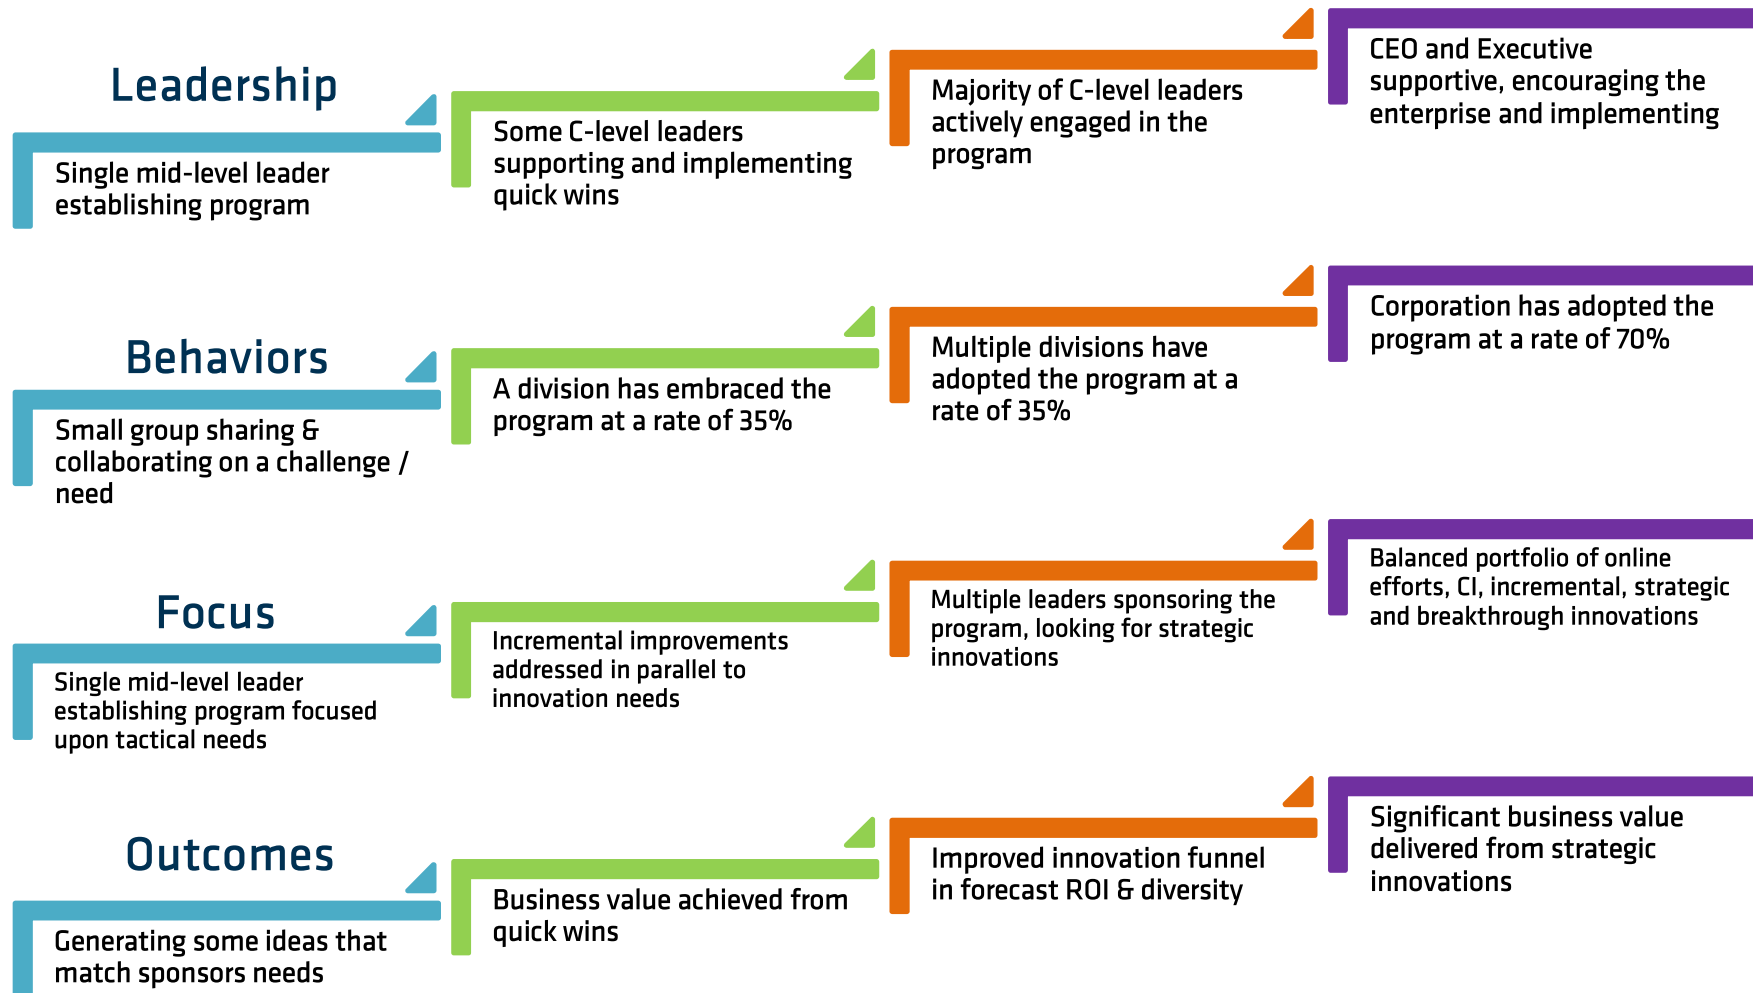 Leadership
Single mid-level leader
establishing program
Some C-level leaders
supporting and implementing
quick wins
Majority of C-level leaders
actively engaged in the
program
CEO and Executive
supportive, encouraging the
enterprise and implementing
Behaviors
Small group sharing &
collaborating on a challenge /
need
A division has embraced the
program at a rate of 35%
Multiple divisions have
adopted the program at a
rate of 35%
Corporation has adopted the
program at a rate of 70%
Focus
Single mid-level leader
establishing program focused
upon tactical needs
Incremental improvements
addressed in parallel to
innovation needs
Multiple leaders sponsoring the
program, looking for strategic
innovations
Balanced portfolio of online
efforts, CI, incremental, strategic
and breakthrough innovations
Outcomes
Generating some ideas that
match sponsors needs
Business value achieved from
quick wins
Improved innovation funnel
in forecast ROI & diversity
Significant business value
delivered from strategic
innovations